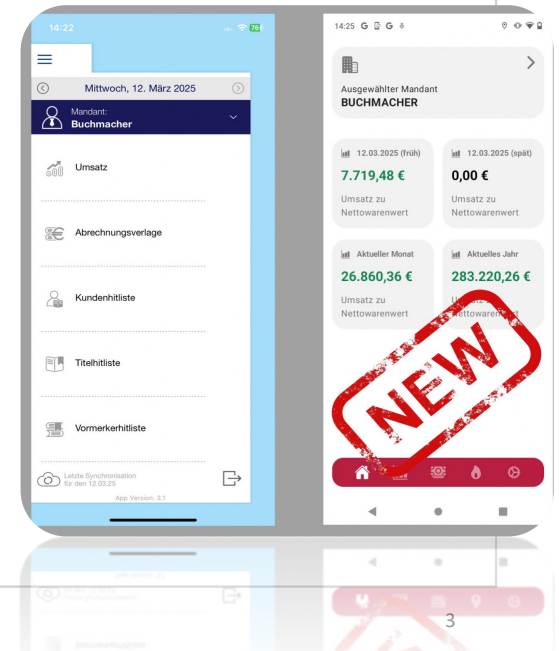 14:22
76
Mittwoch, 12. März 2025
Mandant:
Buchmacher
Umsatz
Abrechnungsverlage
Kundenhitliste
Titelhitliste
Vormerkerhitliste
Letzte Synchronisation
für den 12.03.25
App Version: 3.1
14:25 G G
Ausgewählter Mandant
BUCHMACHER
12.03.2025 (früh)
7.719,48 €
Umsatz zu
Nettowarenwert
12.03.2025 (spät)
0,00 €
Umsatz zu
Nettowarenwert
Aktueller Monat
26.860,36 €
Umsatz zu
Nettowarenwert
Aktuelles Jahr
283.220,26 €
zu
Nettowarenwert
NEW
3